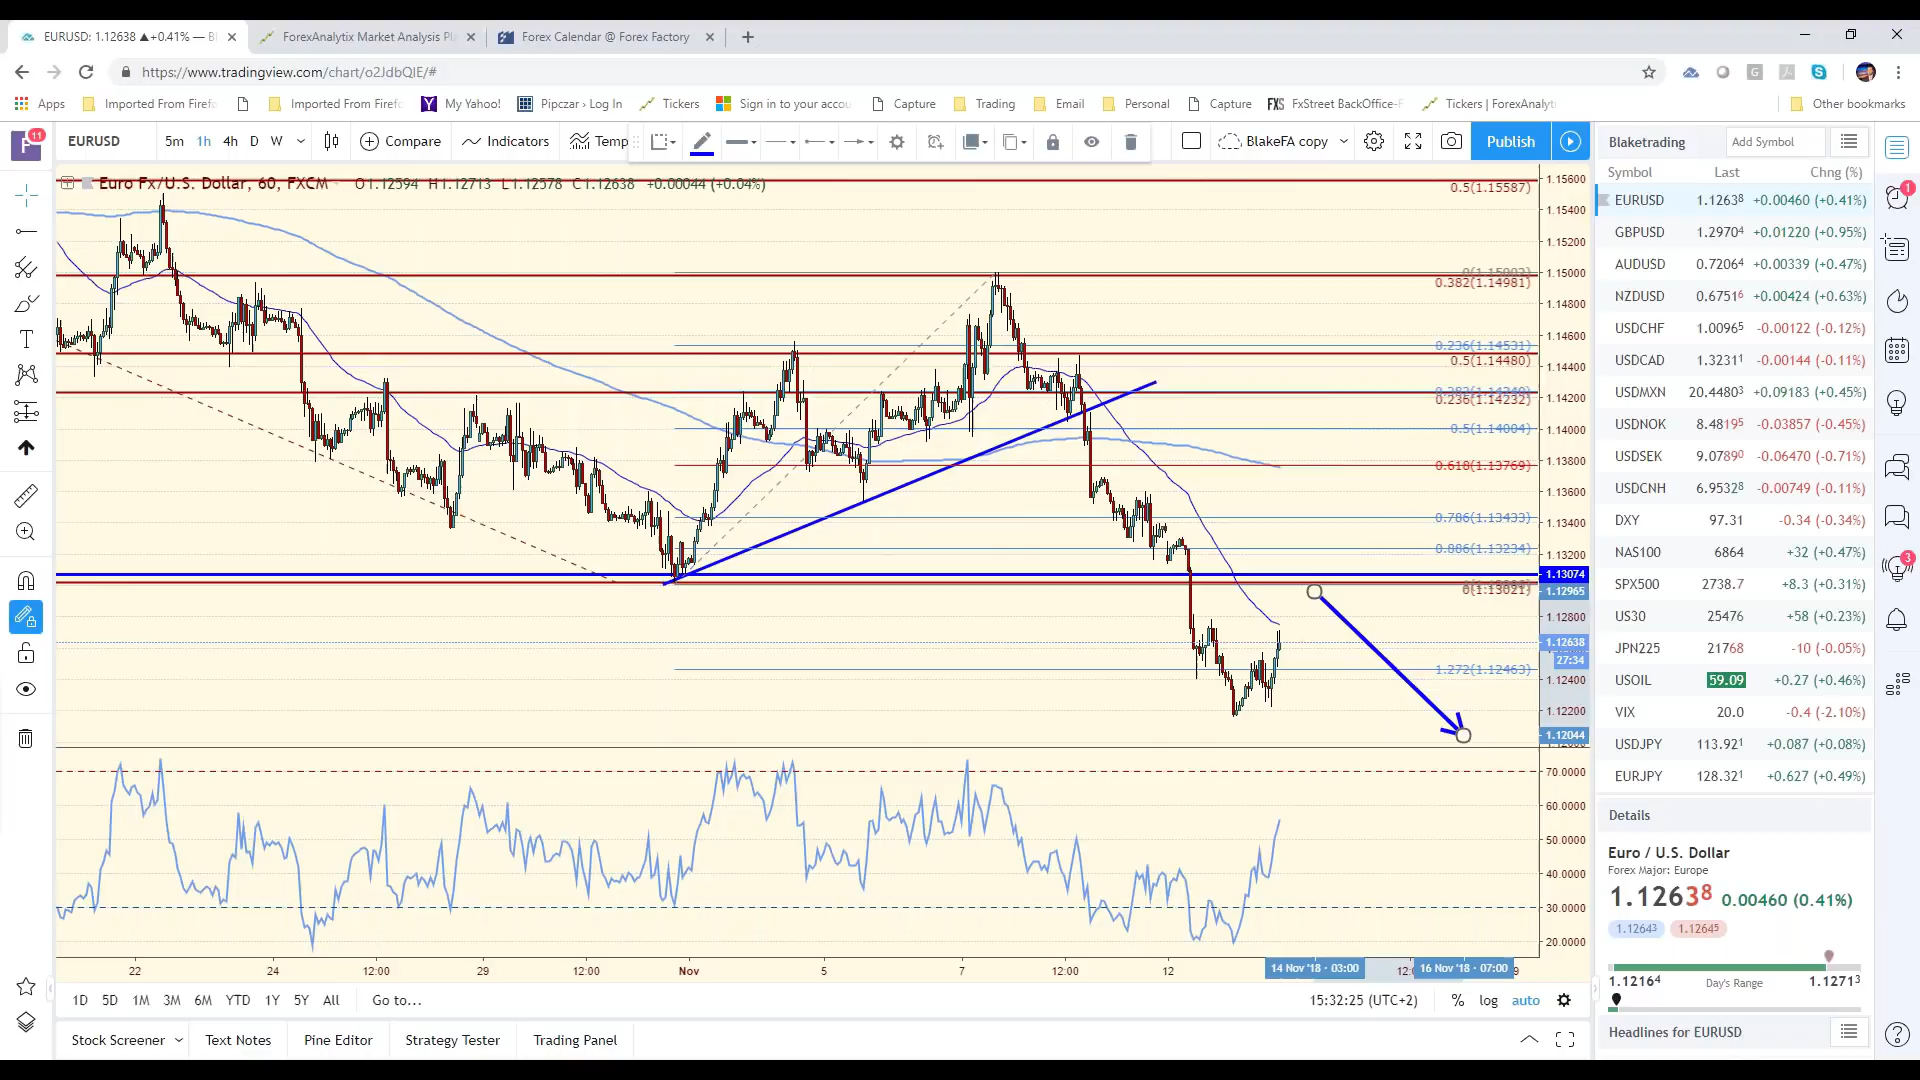 EURUSD: 1.12638 ▲+0.41% — Bl
ForexAnalytix Market Analysis Pl
Forex Calendar @ Forex Factory
https://www.tradingview.com/chart/o2JdbQIE/#
Apps
Imported From Firefo
Imported From Firefo
My Yahoo!
Pipczar › Log In
Tickers
Sign in to your accou
Capture
Trading
Email
Personal
Capture
FXS FxStreet BackOffice-F
Tickers | ForexAnalyti
Other bookmarks
11
EURUSD
5m 1h 4h D W
Compare
Indicators
Temp
BlakeFA copy
Publish
Euro Fx/U.S. Dollar, 60, FXCM O1.12594 H1.12713 L1.12578 C1.12638 +0.00044 (+0.04%)
0.5(1.15587)
0.382(1.14981)
0.236(1.14531)
0.5(1.14480)
0.236(1.14232)
0.5(1.14004)
0.618(1.13769)
0.786(1.13433)
0.886(1.13234)
0(1.13021)
1.272(1.12463)
1.15600
1.15400
1.15200
1.15000
1.14800
1.14600
1.14400
1.14200
1.14000
1.13800
1.13600
1.13400
1.13200
1.13074
1.12965
1.12800
1.12638
27:34
1.12400
1.12200
1.12044
70.0000
60.0000
50.0000
40.0000
30.0000
20.0000
22 24 12:00 29 12:00 Nov 5 7 12:00 12 14 Nov '18 - 03:00 16 Nov '18 - 07:00
1D 5D 1M 3M 6M YTD 1Y 5Y All Go to...
15:32:25 (UTC+2) % log auto
Stock Screener
Text Notes
Pine Editor
Strategy Tester
Trading Panel
Blaketrading
Add Symbol
Symbol Last Chng (%)
EURUSD 1.12638 +0.00460 (+0.41%)
GBPUSD 1.29704 +0.01220 (+0.95%)
AUDUSD 0.72064 +0.00339 (+0.47%)
NZDUSD 0.67516 +0.00424 (+0.63%)
USDCHF 1.00965 -0.00122 (-0.12%)
USDCAD 1.32311 -0.00144 (-0.11%)
USDMXN 20.44803 +0.09183 (+0.45%)
USDNOK 8.48195 -0.03857 (-0.45%)
USDSEK 9.07890 -0.06470 (-0.71%)
USDCNH 6.95328 -0.00749 (-0.11%)
DXY 97.31 -0.34 (-0.34%)
NAS100 6864 +32 (+0.47%)
SPX500 2738.7 +8.3 (+0.31%)
US30 25476 +58 (+0.23%)
JPN225 21768 -10 (-0.05%)
USOIL 59.09 +0.27 (+0.46%)
VIX 20.0 -0.4 (-2.10%)
USDJPY 113.921 +0.087 (+0.08%)
EURJPY 128.321 +0.627 (+0.49%)
Details
Euro / U.S. Dollar
Forex Major: Europe
1.12638 0.00460 (0.41%)
1.12643 1.12645
1.12164 Day's Range 1.12713
Headlines for EURUSD
1
3